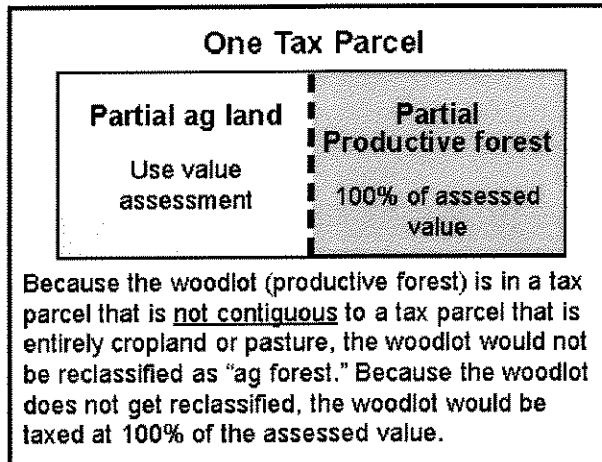 One Tax Parcel
Partial ag land
Use value
assessment
Partial
Productive forest
100% of assessed
value
Because the woodlot (productive forest) is in a tax
parcel that is not contiguous to a tax parcel that is
entirely cropland or pasture, the woodlot would not
be reclassified as “ag forest.” Because the woodlot
does not get reclassified, the woodlot would be
taxed at 100% of the assessed value.